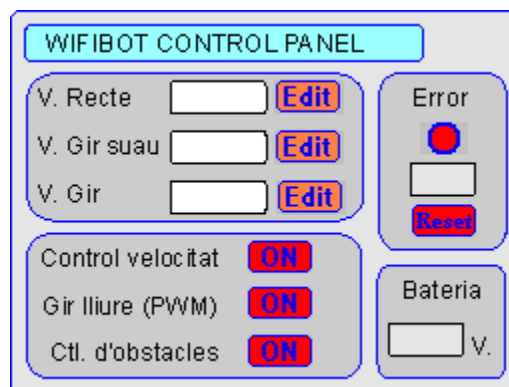 WIFIBOT CONTROL PANEL
V. Recte Edit
V. Gir suau Edit
V. Gir Edit
Error
Reset
Control velocitat ON
Gir lliure (PWM) ON
Ctl. d'obstacles ON
Bateria
V.